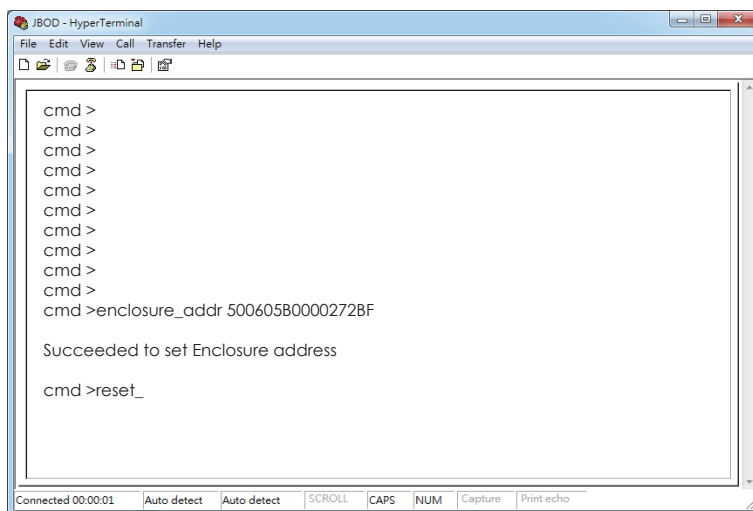 JBOD - HyperTerminal
File Edit View Call Transfer Help
cmd >
cmd >
cmd >
cmd >
cmd >
cmd >
cmd >
cmd >
cmd >
cmd >
cmd >enclosure_addr 500605B0000272BF
Succeeded to set Enclosure address
cmd >reset_
Connected 00:00:01 Auto detect Auto detect SCROLL CAPS NUM Capture Print echo